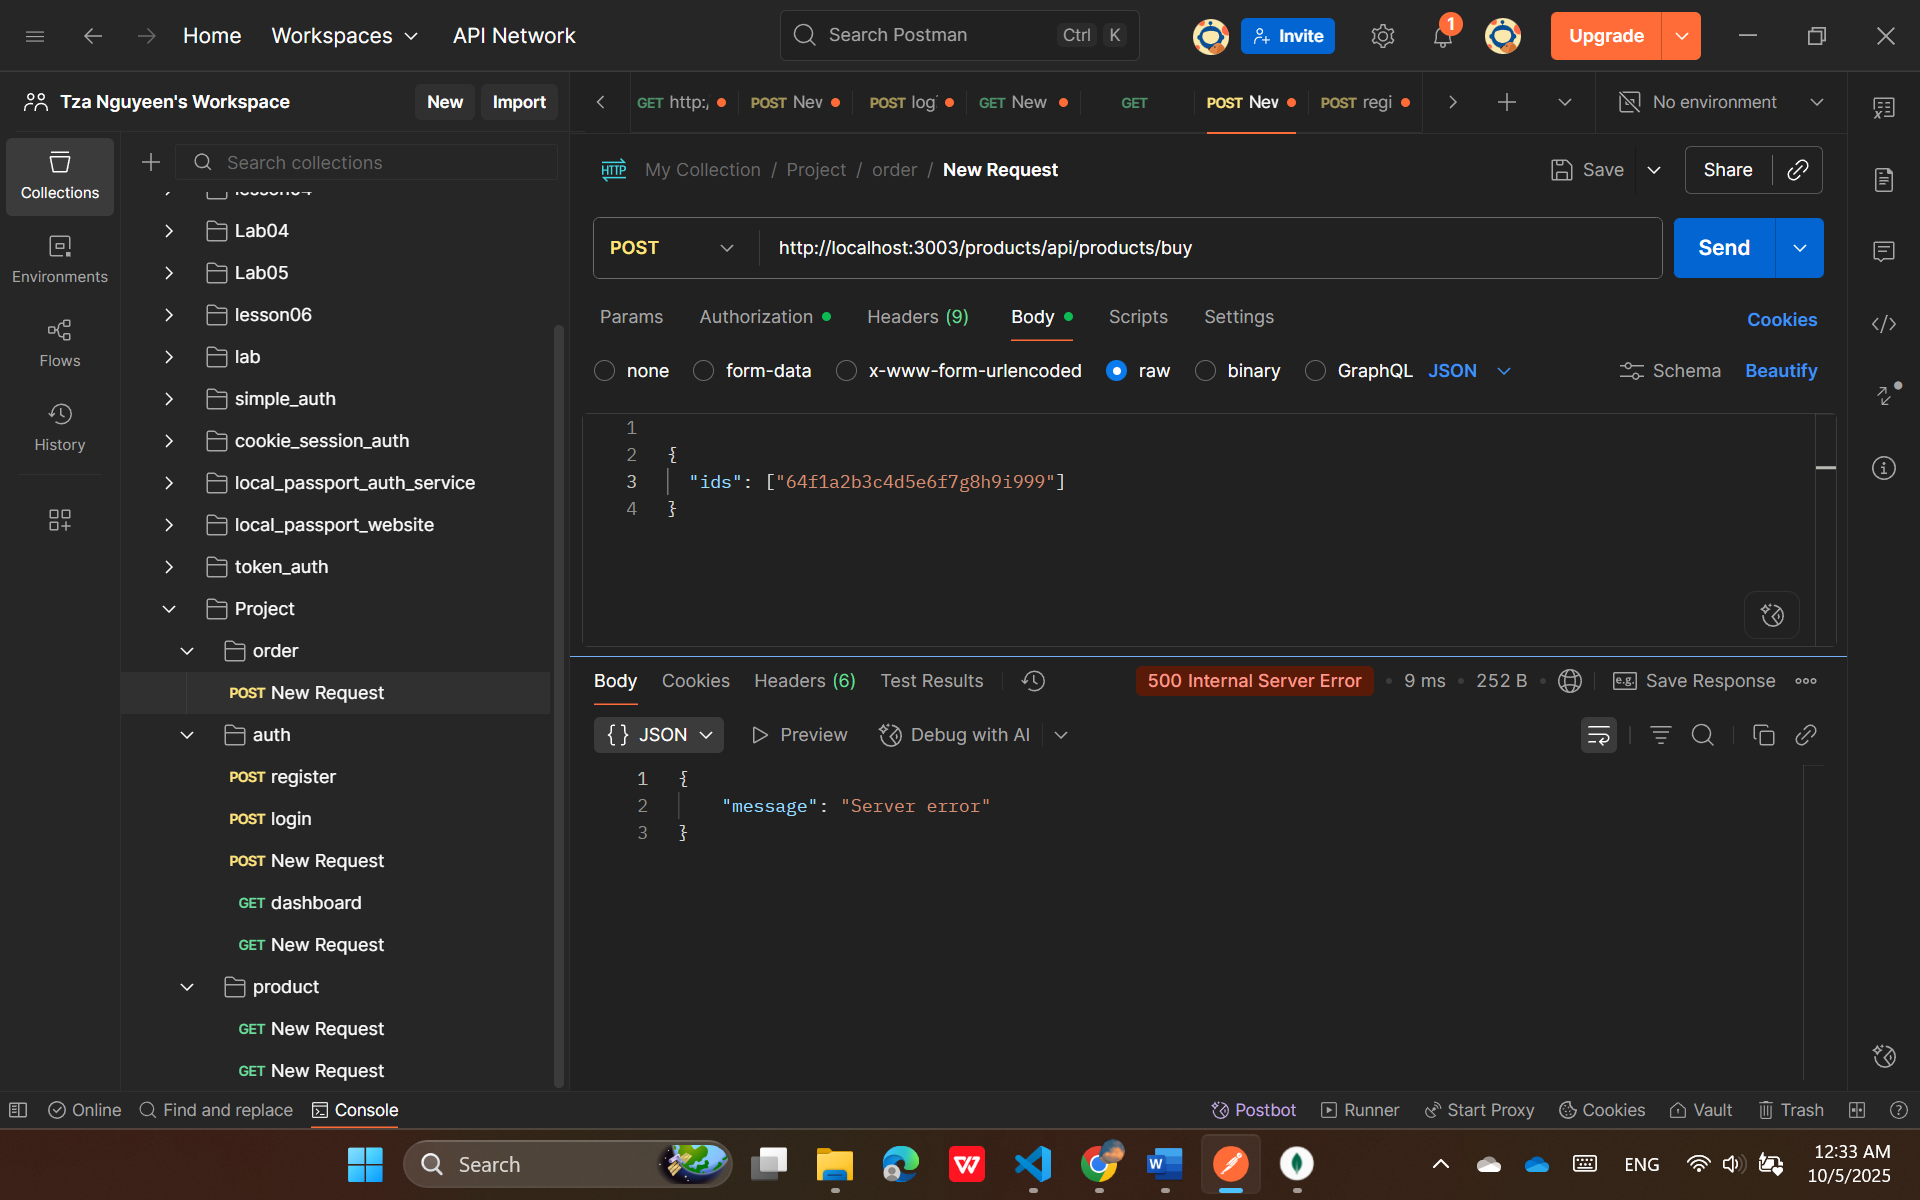 Home
Workspaces
API Network
Search Postman
Ctrl
K
Invite
1
Upgrade
Tza Nguyeen's Workspace
New
Import
GET http:/
POST Nev
POST log
GET New
GET
POST Nev
POST regi
No environment
Search collections
Collections
Environments
Flows
History
Lab04
Lab05
lesson06
lab
simple_auth
cookie_session_auth
local_passport_auth_service
local_passport_website
token_auth
Project
order
POST New Request
auth
POST register
POST login
POST New Request
GET dashboard
GET New Request
product
GET New Request
GET New Request
HTTP
My Collection / Project / order / New Request
Save
Share
POST
http://localhost:3003/products/api/products/buy
Send
Params
Authorization
Headers (9)
Body
Scripts
Settings
Cookies
none
form-data
x-www-form-urlencoded
raw
binary
GraphQL
JSON
Schema
Beautify
1
2 {
3 "ids": ["64f1a2b3c4d5e6f7g8h9i999"]
4 }
Body
Cookies
Headers (6)
Test Results
500 Internal Server Error
9 ms
252 B
e.g.
Save Response
{} JSON
Preview
Debug with AI
1 {
2 "message": "Server error"
3 }
Online
Find and replace
Console
Postbot
Runner
Start Proxy
Cookies
Vault
Trash
Search
ENG
12:33 AM
10/5/2025